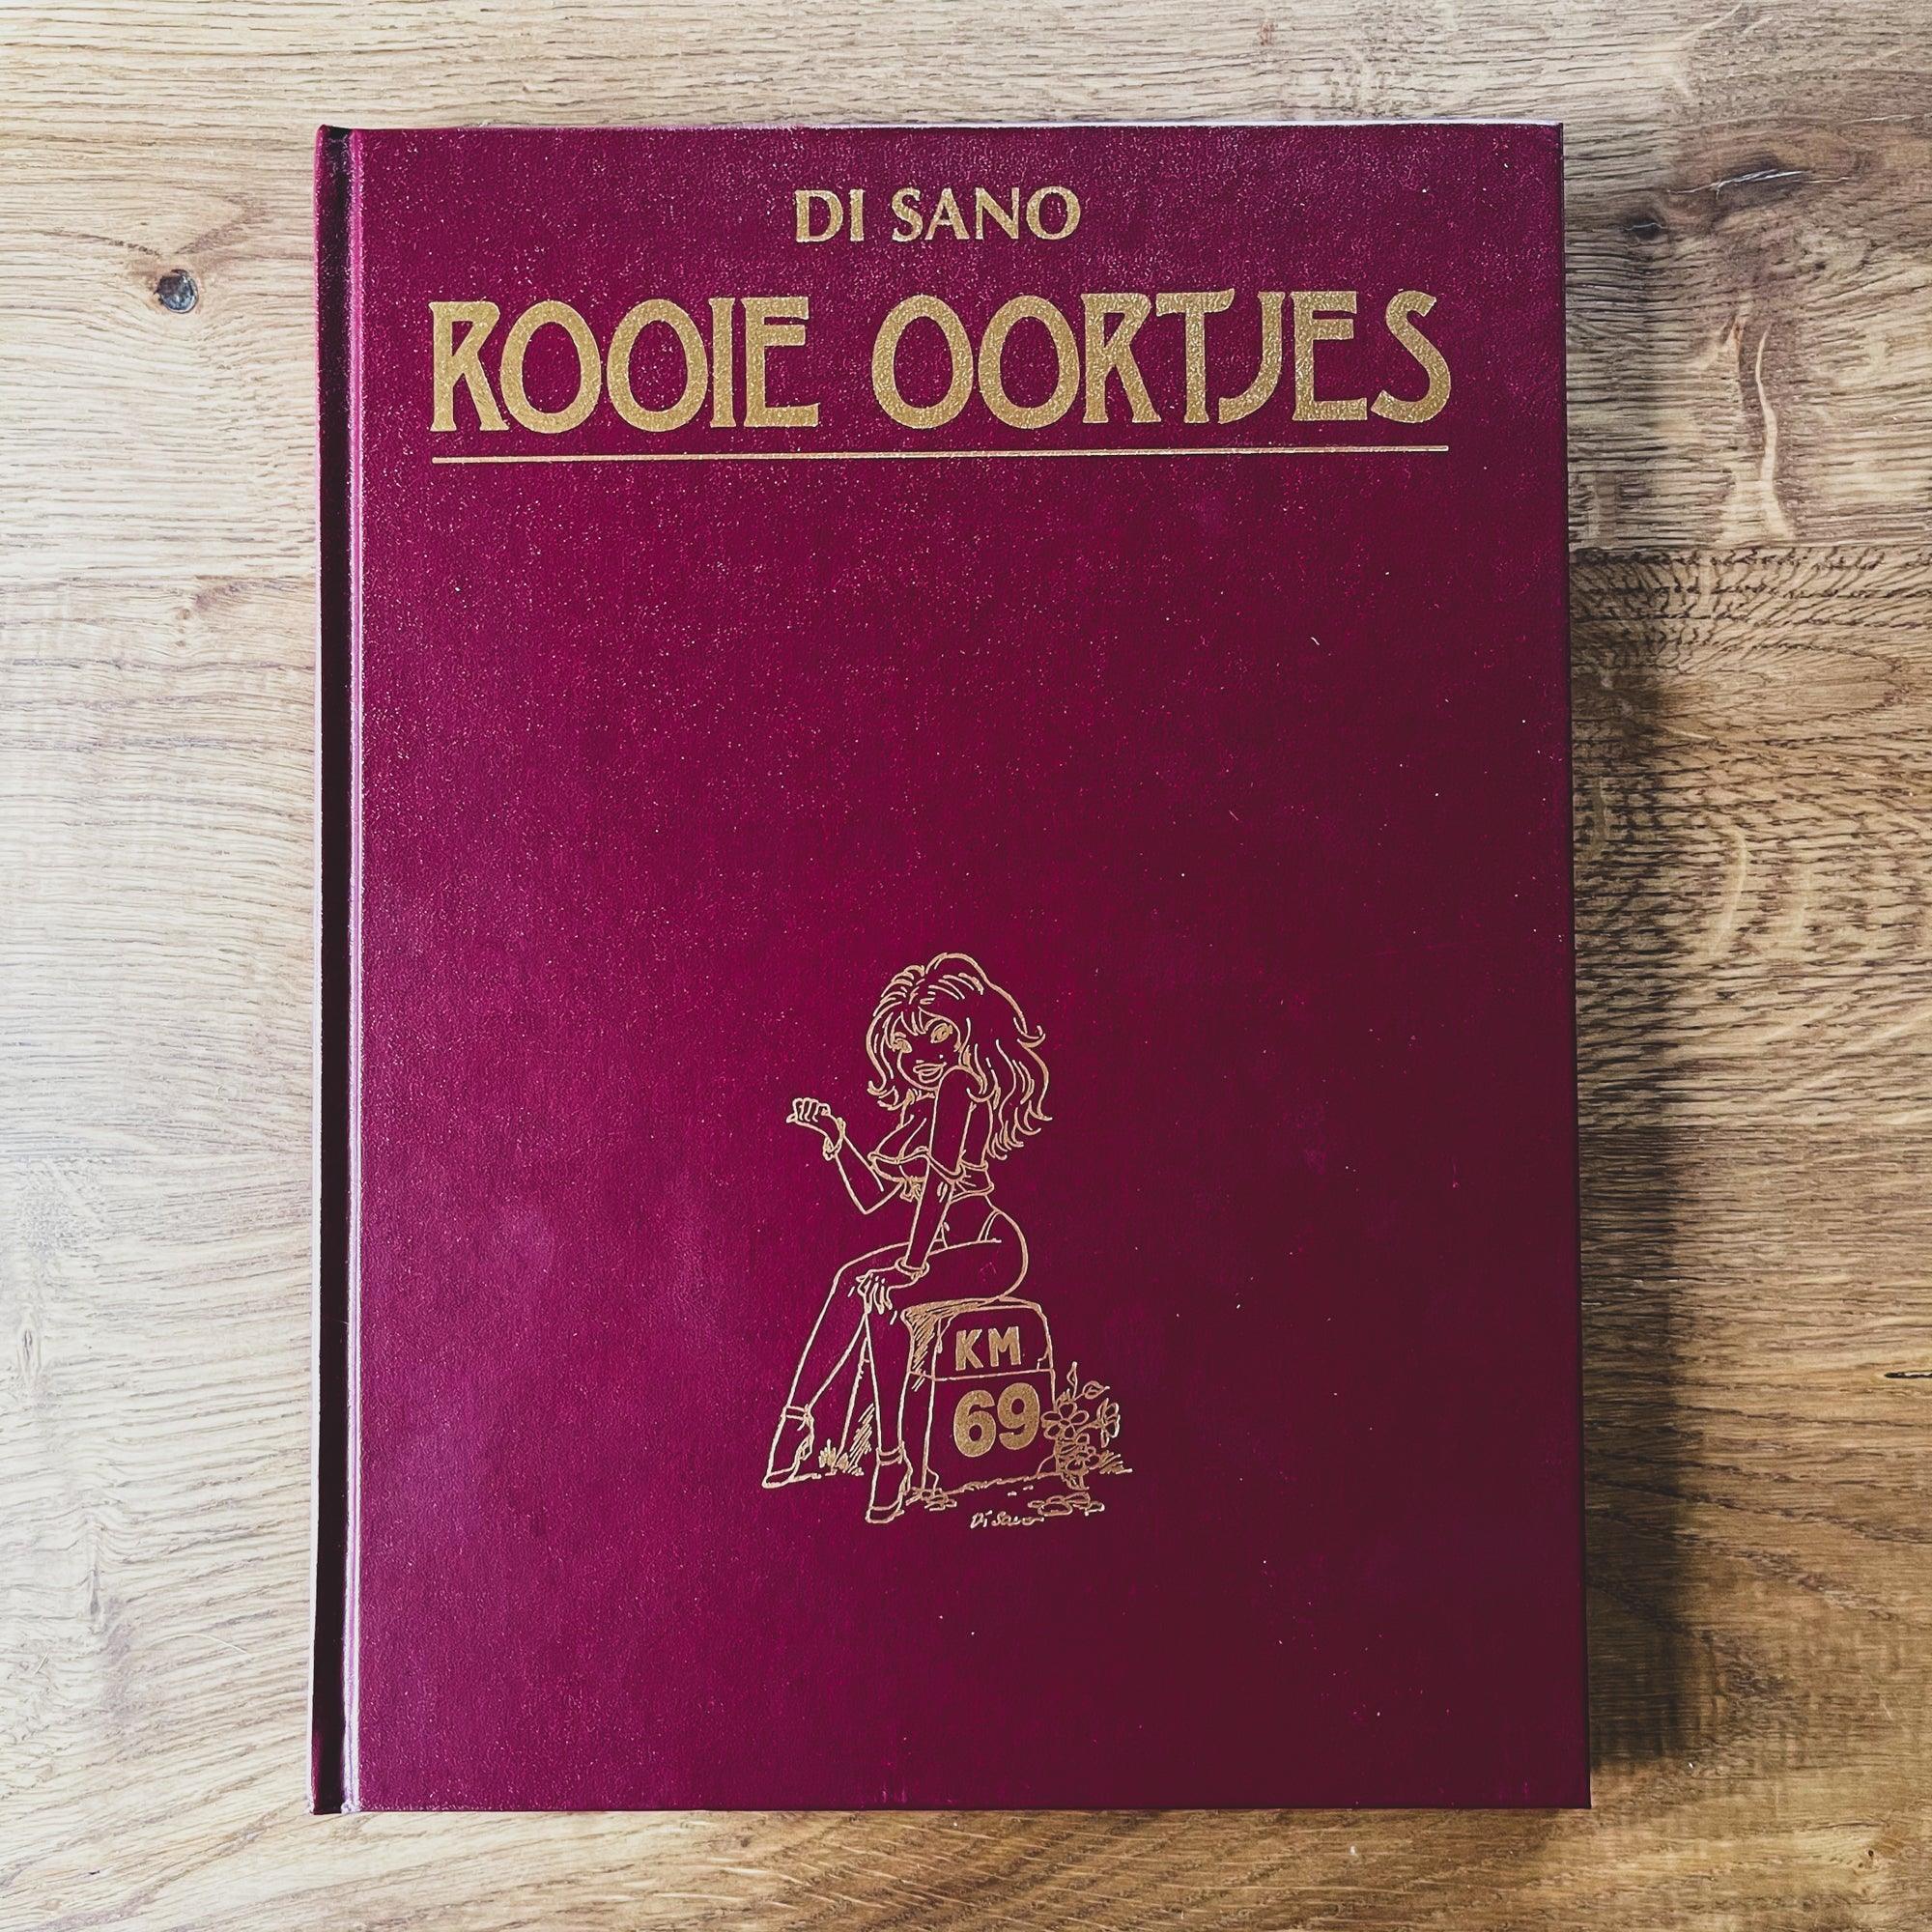 DI SANO
ROOIE OORTJES
KM
69
Di Sano